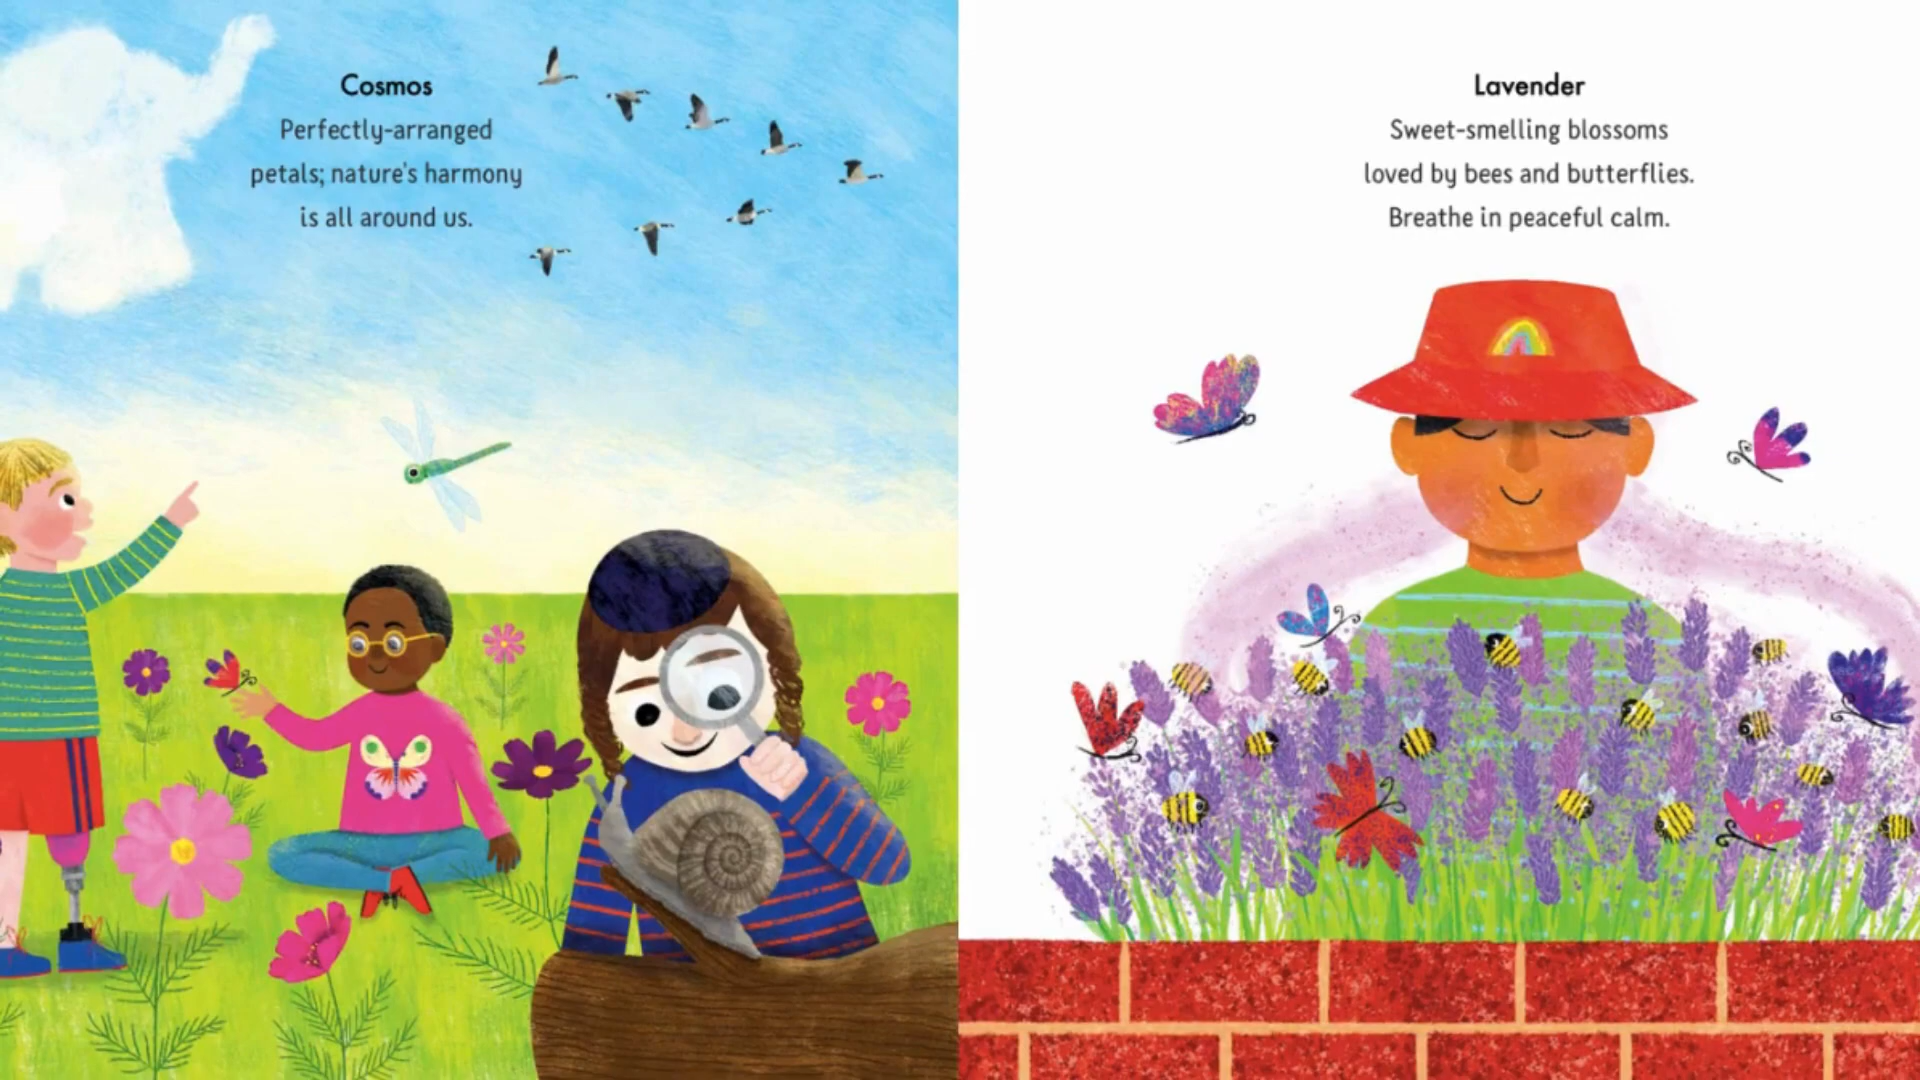 Cosmos
Perfectly-arranged
petals; nature's harmony
is all around us.
Lavender
Sweet-smelling blossoms
loved by bees and butterflies.
Breathe in peaceful calm.